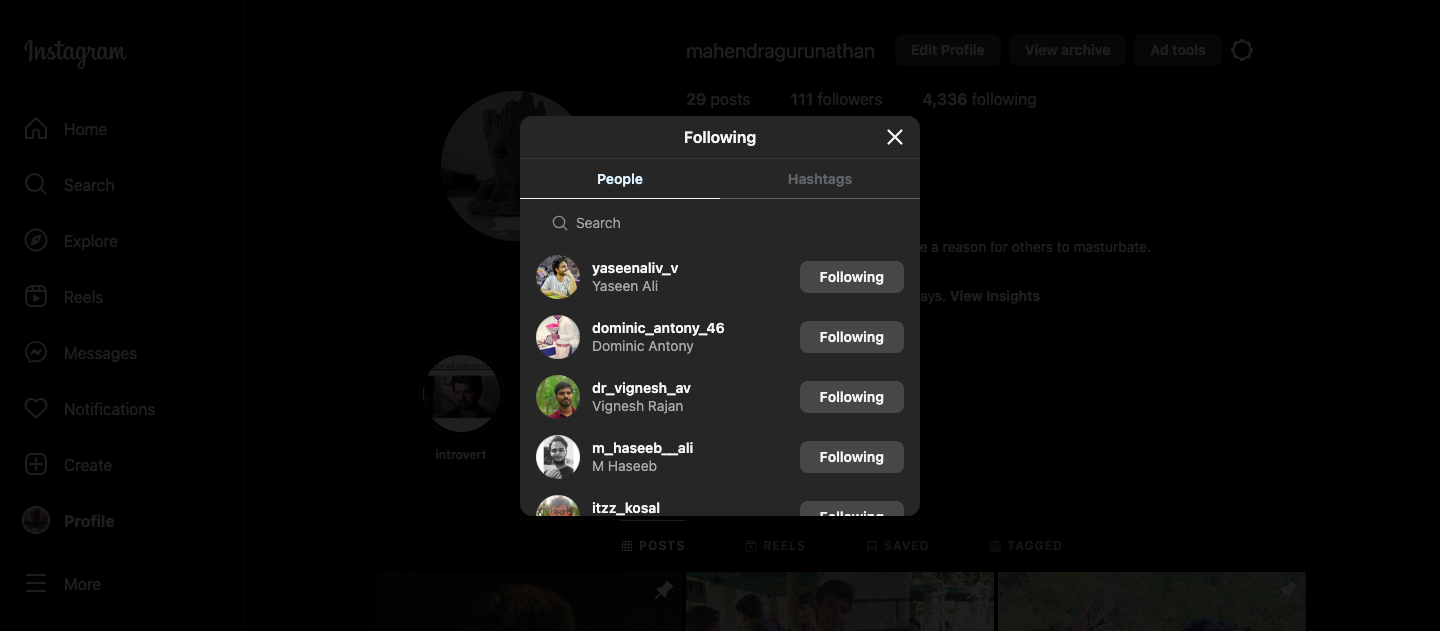 Instagram
Home
Search
Explore
Reels
Messages
Notifications
Create
Profile
More
mahendragurunathan
Edit Profile
View archive
Ad tools
29 posts
111 followers
4,336 following
e a reason for others to masturbate.
ays. View Insights
introvert
Following
People
Hashtags
Search
yaseenaliv_v
Yaseen Ali
Following
dominic_antony_46
Dominic Antony
Following
dr_vignesh_av
Vignesh Rajan
Following
m_haseeb__ali
M Haseeb
Following
itzz_kosal
Following
POSTS
REELS
SAVED
TAGGED